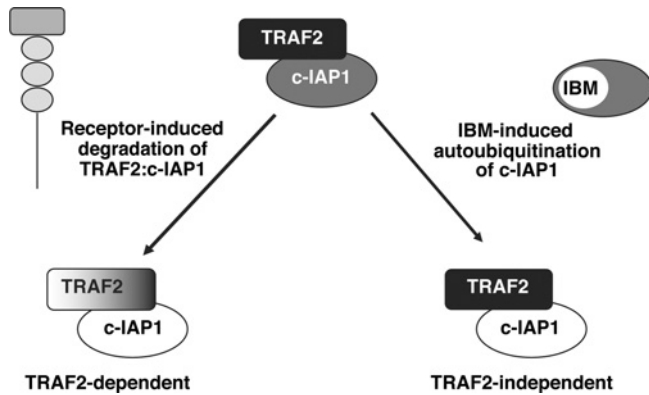 TRAF2
c-IAP1
IBM
Receptor-induced
degradation of
TRAF2:c-IAP1
IBM-induced
autoubiquitination
of c-IAP1
TRAF2
c-IAP1
TRAF2-dependent
TRAF2
c-IAP1
TRAF2-independent